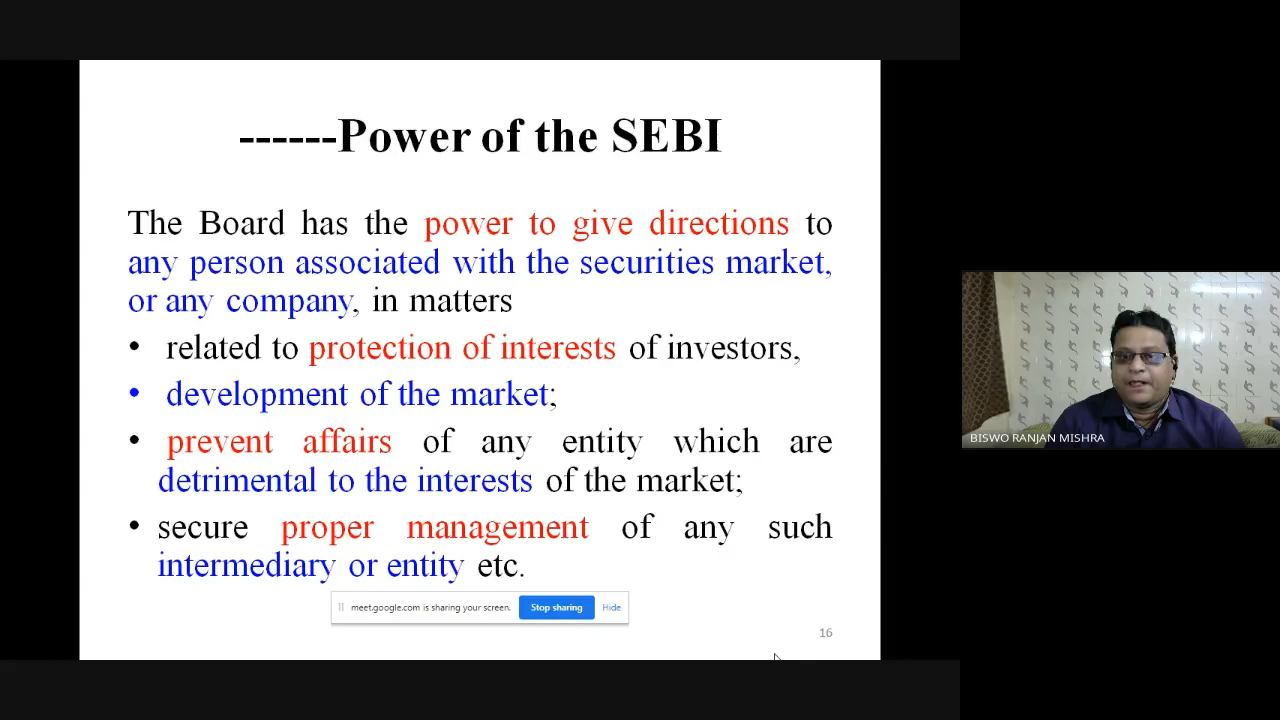 ------Power of the SEBI
The Board has the power to give directions to
any person associated with the securities market,
or any company, in matters
• related to protection of interests of investors,
• development of the market;
• prevent affairs of any entity which are
detrimental to the interests of the market;
• secure proper management of any such
intermediary or entity etc.
meet.google.com is sharing your screen. Stop sharing Hide
16
BISWO RANJAN MISHRA